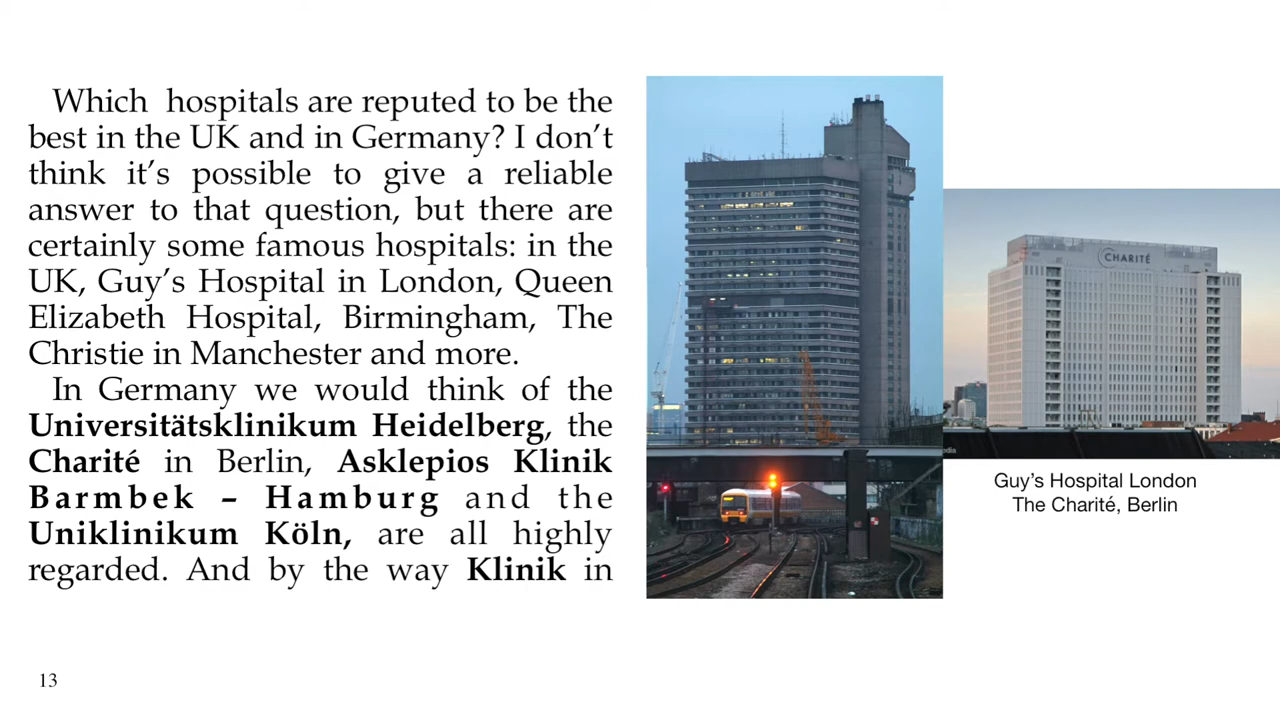 Which hospitals are reputed to be the
best in the UK and in Germany? I don’t
think it’s possible to give a reliable
answer to that question, but there are
certainly some famous hospitals: in the
UK, Guy’s Hospital in London, Queen
Elizabeth Hospital, Birmingham, The
Christie in Manchester and more.
In Germany we would think of the
Universitätsklinikum Heidelberg, the
Charité in Berlin, Asklepios Klinik
Barmbek – Hamburg and the
Uniklinikum Köln, are all highly
regarded. And by the way Klinik in
CHARITÉ
Guy’s Hospital London
The Charité, Berlin
13